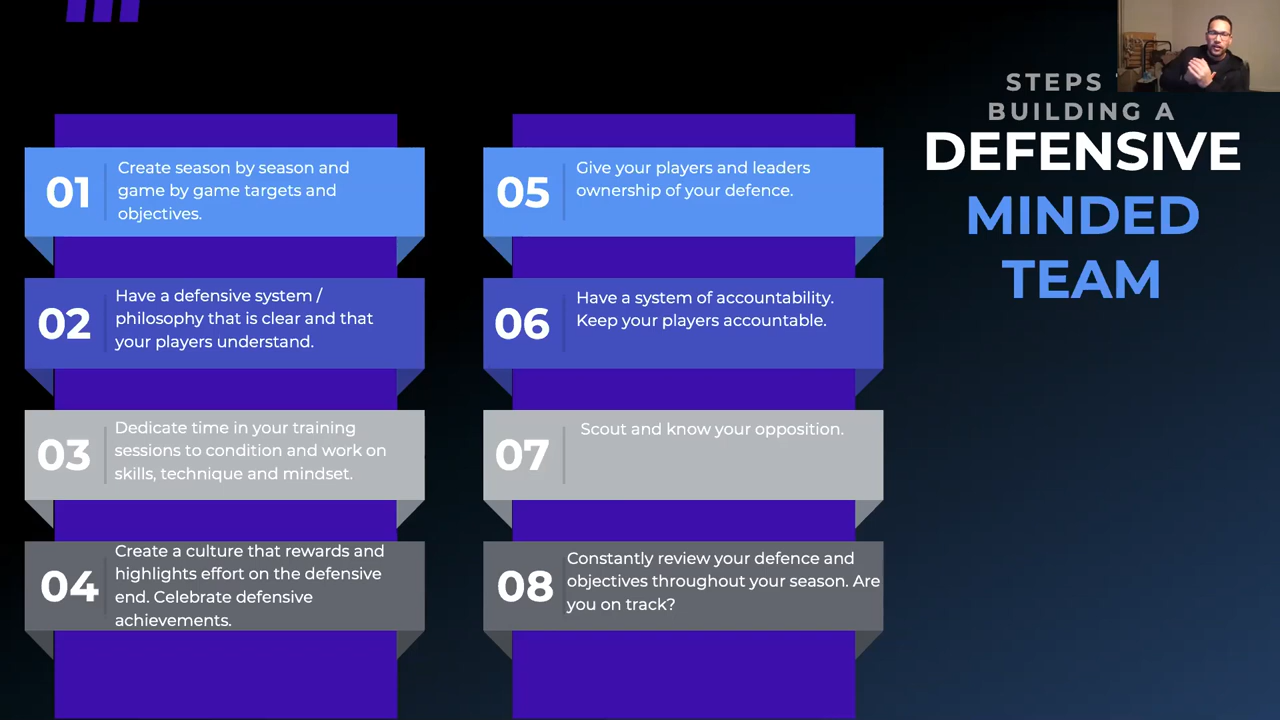 STEPS
BUILDING A
DEFENSIVE
MINDED
TEAM
01
Create season by season and
game by game targets and
objectives.
02
Have a defensive system /
philosophy that is clear and that
your players understand.
03
Dedicate time in your training
sessions to condition and work on
skills, technique and mindset.
04
Create a culture that rewards and
highlights effort on the defensive
end. Celebrate defensive
achievements.
05
Give your players and leaders
ownership of your defence.
06
Have a system of accountability.
Keep your players accountable.
07
Scout and know your opposition.
08
Constantly review your defence and
objectives throughout your season. Are
you on track?